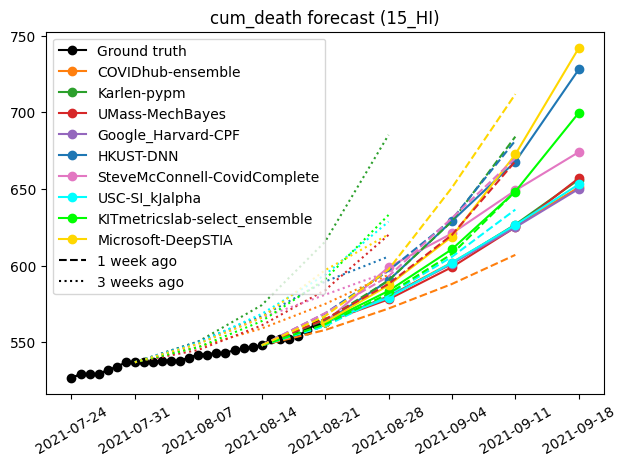 cum_death forecast (15_HI)
750
700
650
600
550
Ground truth
COVIDhub-ensemble
Karlen-pypm
UMass-MechBayes
Google_Harvard-CPF
HKUST-DNN
SteveMcConnell-CovidComplete
USC-SI_kJalpha
KITmetricslab-select_ensemble
Microsoft-DeepSTIA
1 week ago
3 weeks ago
2021-07-24
2021-07-31
2021-08-07
2021-08-14
2021-08-21
2021-08-28
2021-09-04
2021-09-11
2021-09-18